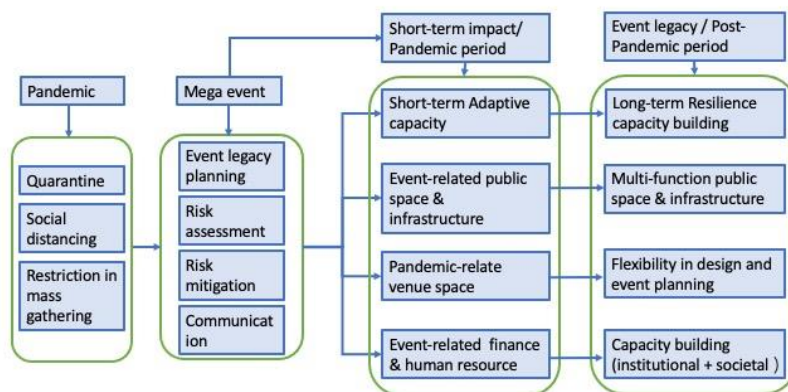 Pandemic
Quarantine
Social
distancing
Restriction in
mass
gathering
Mega event
Event legacy
planning
Risk
assessment
Risk
mitigation
Communicat
ion
Short-term impact/
Pandemic period
Short-term Adaptive
capacity
Event-related public
space &
infrastructure
Pandemic-relate
venue space
Event-related finance
& human resource
Event legacy / Post-
Pandemic period
Long-term Resilience
capacity building
Multi-function public
space & infrastructure
Flexibility in design and
event planning
Capacity building
(institutional + societal )